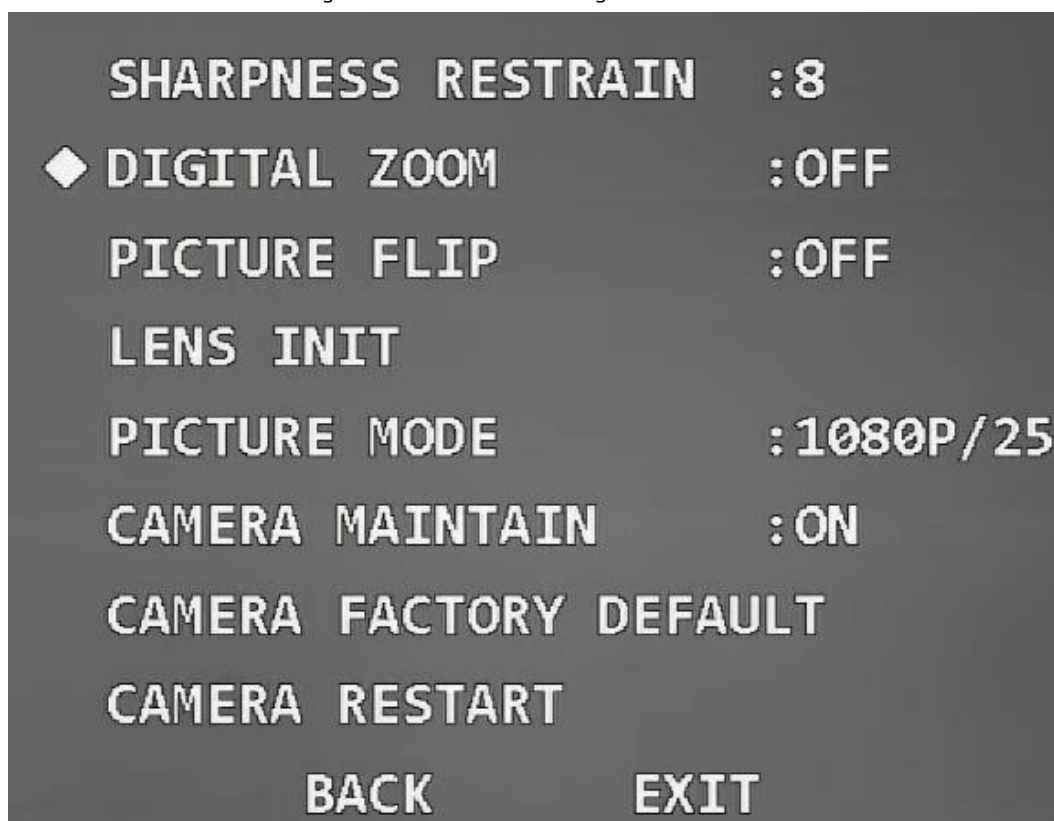 SHARPNESS RESTRAIN :8
DIGITAL ZOOM :OFF
PICTURE FLIP :OFF
LENS INIT
PICTURE MODE :1080P/25
CAMERA MAINTAIN :ON
CAMERA FACTORY DEFAULT
CAMERA RESTART
BACK EXIT